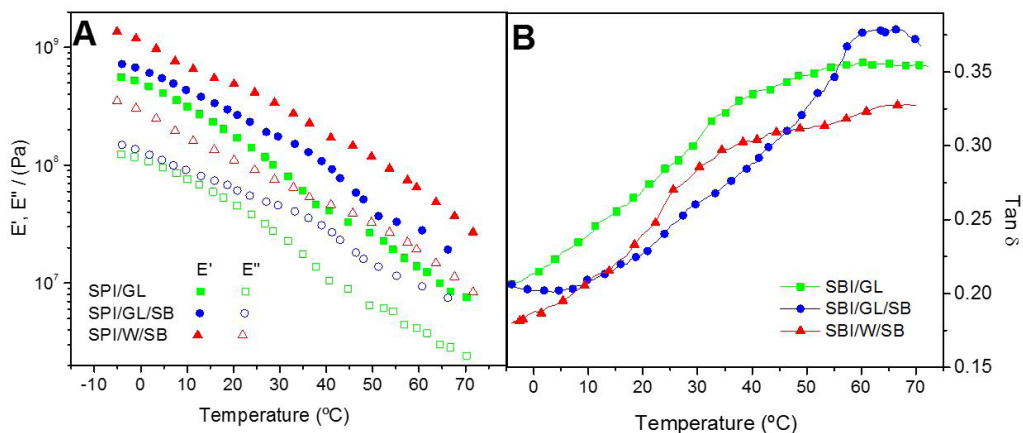 A
10⁹
10⁸
10⁷
E', E'' / (Pa)
E' E''
SPI/GL
SPI/GL/SB
SPI/W/SB
-10 0 10 20 30 40 50 60 70
Temperature (ºC)
B
0.35
0.30
0.25
0.20
0.15
Tan δ
SBI/GL
SBI/GL/SB
SBI/W/SB
0 10 20 30 40 50 60 70
Temperature (ºC)